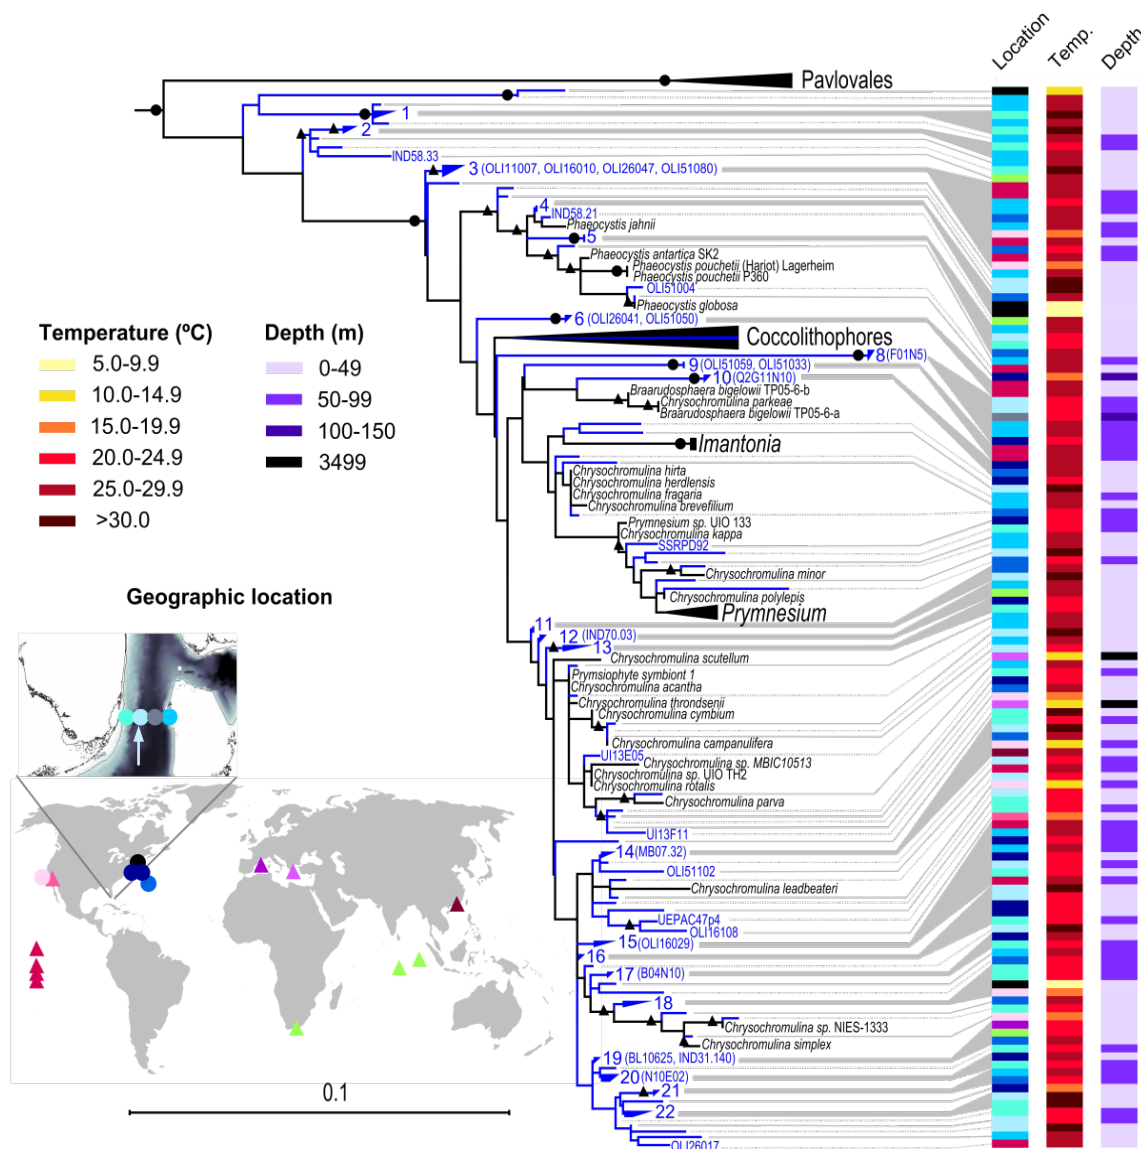 Location
Temp.
Depth
Pavlovales
1
2
IND58.33
3 (OLI11007, OLI16010, OLI26047, OLI51080)
4
IND58.21
Phaeocystis jahnii
5
Phaeocystis antartica SK2
Phaeocystis pouchetii (Hariot) Lagerheim
Phaeocystis pouchetii P360
OLI51004
Phaeocystis globosa
6 (OLI26041, OLI51050)
Coccolithophores
8 (F01N5)
9 (OLI51059, OLI51033)
10 (Q2G11N10)
Braarudosphaera bigelowii TP05-6-b
Chrysochromulina parkeae
Braarudosphaera bigelowii TP05-6-a
Imantonia
Chrysochromulina hirta
Chrysochromulina herdlensis
Chrysochromulina fragaria
Chrysochromulina brevefilium
Prymnesium sp. UIO 133
Chrysochromulina kappa
SSRPD92
Chrysochromulina minor
Chrysochromulina polylepis
Prymnesium
11
12 (IND70.03)
13
Chrysochromulina scutellum
Prymsiophyte symbiont 1
Chrysochromulina acantha
Chrysochromulina throndsenii
Chrysochromulina cymbium
Chrysochromulina campanulifera
UI13E05
Chrysochromulina sp. MBIC10513
Chrysochromulina sp. UIO TH2
Chrysochromulina rotalis
Chrysochromulina parva
UI13F11
14 (MB07.32)
OLI51102
Chrysochromulina leadbeateri
UEPAC47p4
OLI16108
15 (OLI16029)
16
17 (B04N10)
18
Chrysochromulina sp. NIES-1333
Chrysochromulina simplex
19 (BL10625, IND31.140)
20 (N10E02)
21
22
OLI26017
Temperature (ºC)
5.0-9.9
10.0-14.9
15.0-19.9
20.0-24.9
25.0-29.9
>30.0
Depth (m)
0-49
50-99
100-150
3499
Geographic location
0.1